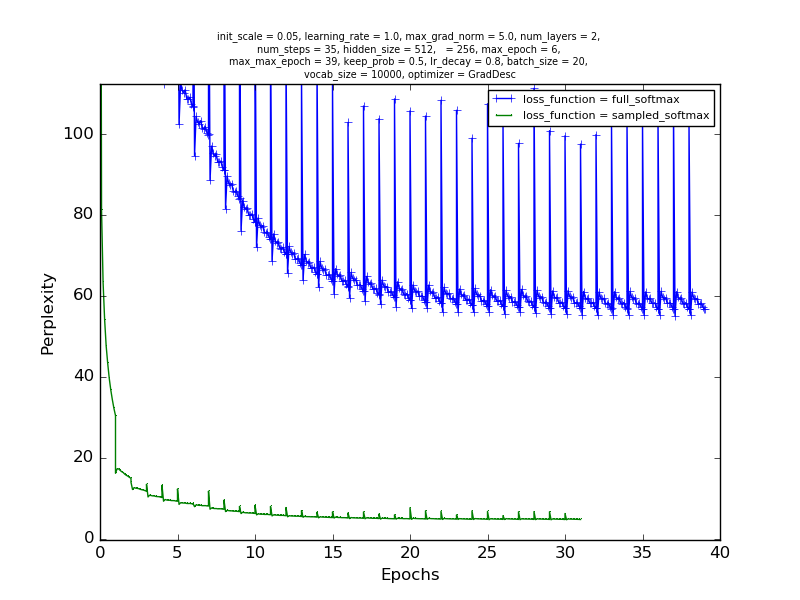 init_scale = 0.05, learning_rate = 1.0, max_grad_norm = 5.0, num_layers = 2,
num_steps = 35, hidden_size = 512,   = 256, max_epoch = 6,
max_max_epoch = 39, keep_prob = 0.5, lr_decay = 0.8, batch_size = 20,
vocab_size = 10000, optimizer = GradDesc
loss_function = full_softmax
loss_function = sampled_softmax
Perplexity
100
80
60
40
20
0
0 5 10 15 20 25 30 35 40
Epochs